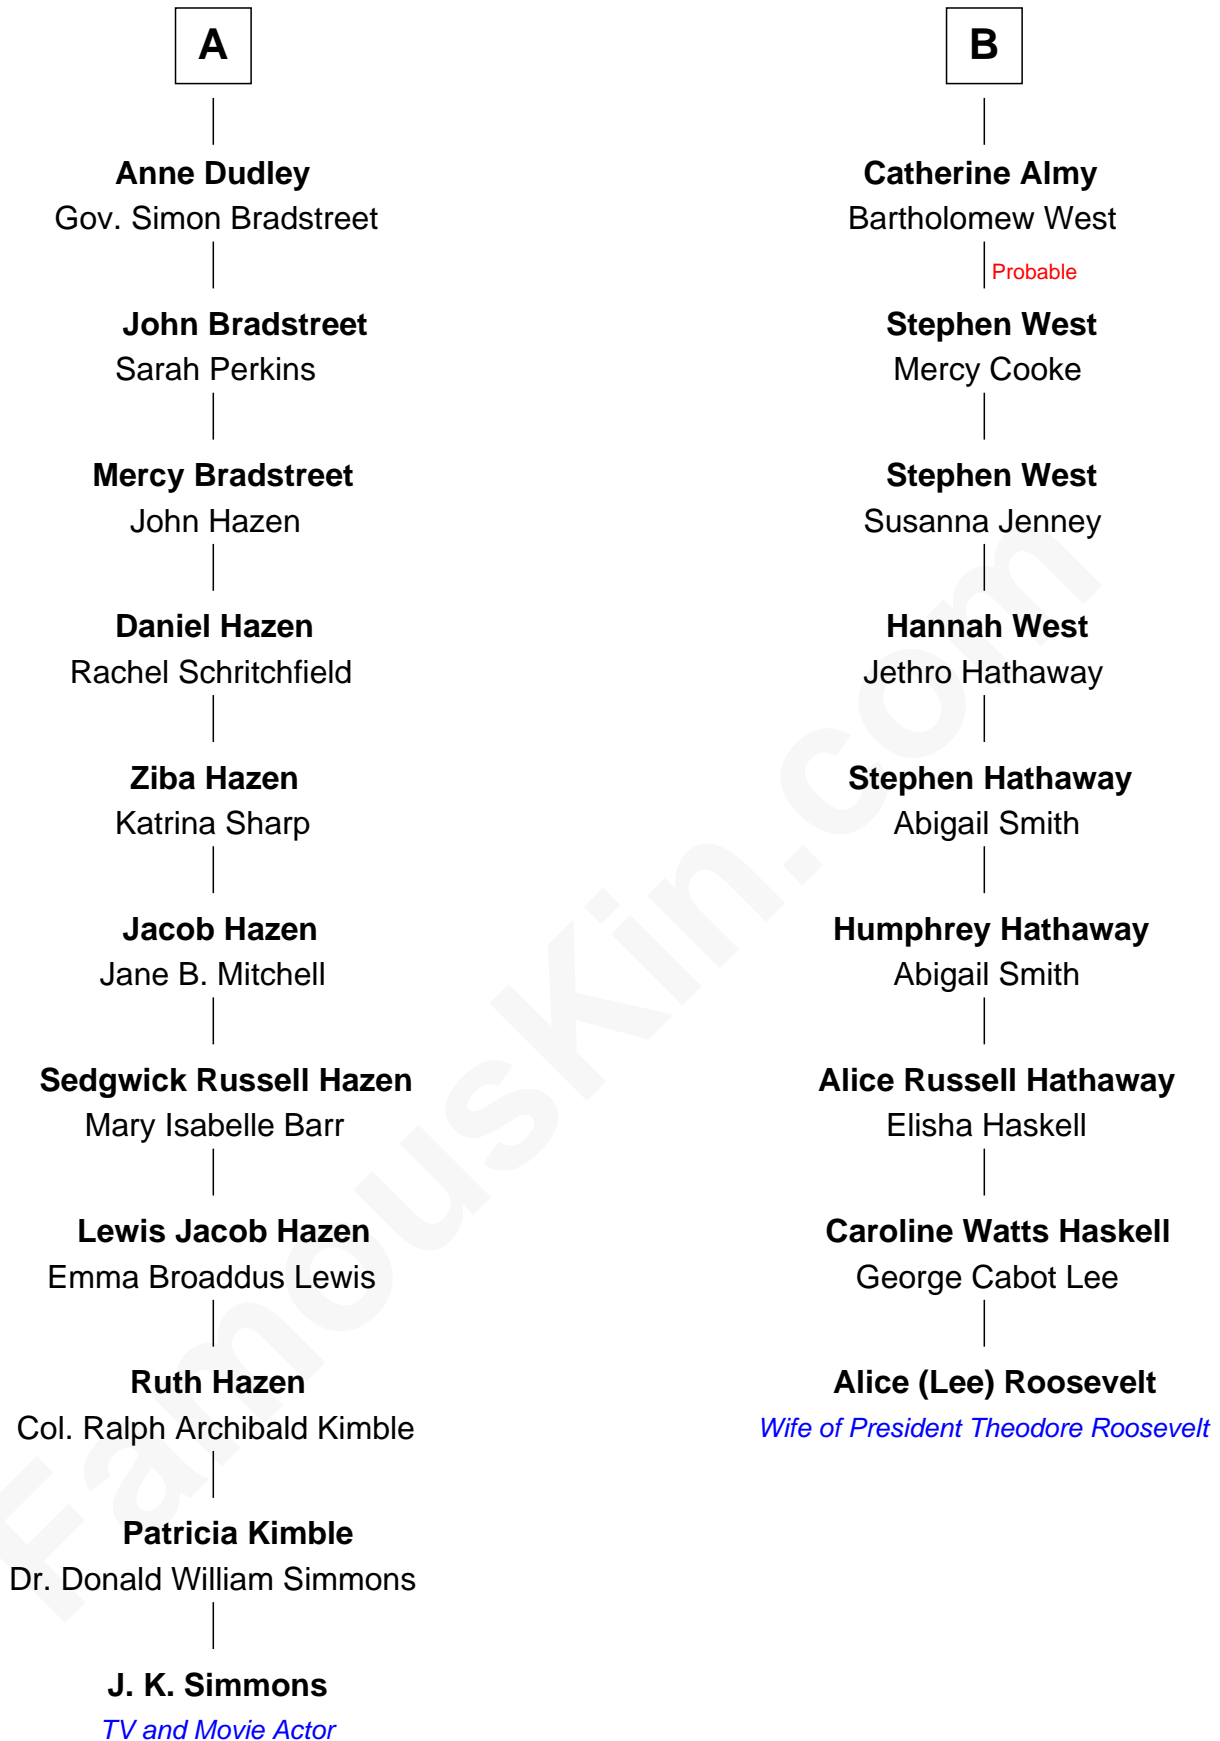 A
Anne Dudley
Gov. Simon Bradstreet
John Bradstreet
Sarah Perkins
Mercy Bradstreet
John Hazen
Daniel Hazen
Rachel Schritchfield
Ziba Hazen
Katrina Sharp
Jacob Hazen
Jane B. Mitchell
Sedgwick Russell Hazen
Mary Isabelle Barr
Lewis Jacob Hazen
Emma Broaddus Lewis
Ruth Hazen
Col. Ralph Archibald Kimble
Patricia Kimble
Dr. Donald William Simmons
J. K. Simmons
TV and Movie Actor
B
Catherine Almy
Bartholomew West
Probable
Stephen West
Mercy Cooke
Stephen West
Susanna Jenney
Hannah West
Jethro Hathaway
Stephen Hathaway
Abigail Smith
Humphrey Hathaway
Abigail Smith
Alice Russell Hathaway
Elisha Haskell
Caroline Watts Haskell
George Cabot Lee
Alice (Lee) Roosevelt
Wife of President Theodore Roosevelt
FamousKin.com